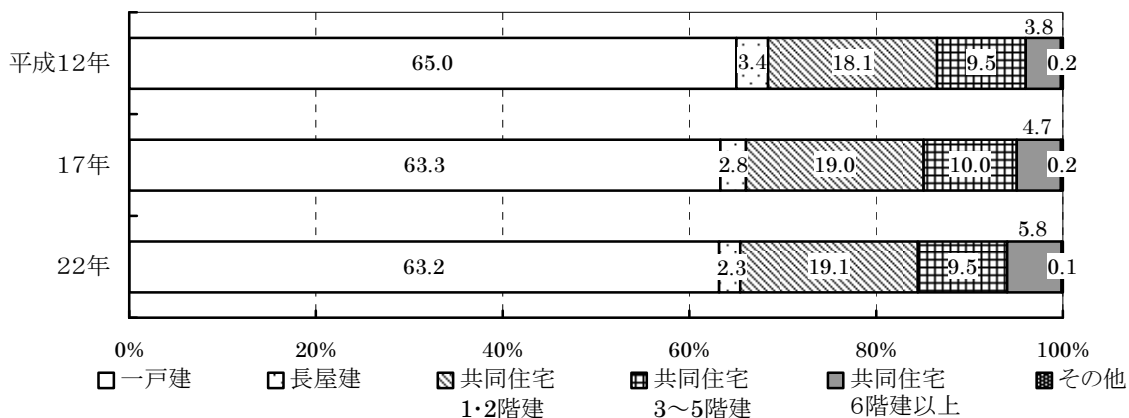 3.8
平成12年 65.0 3.4 18.1 9.5 0.2
4.7
17年 63.3 2.8 19.0 10.0 0.2
5.8
22年 63.2 2.3 19.1 9.5 0.1
0% 20% 40% 60% 80% 100%
一戸建 長屋建 共同住宅 共同住宅 共同住宅 その他
1・2階建 3～5階建 6階建以上